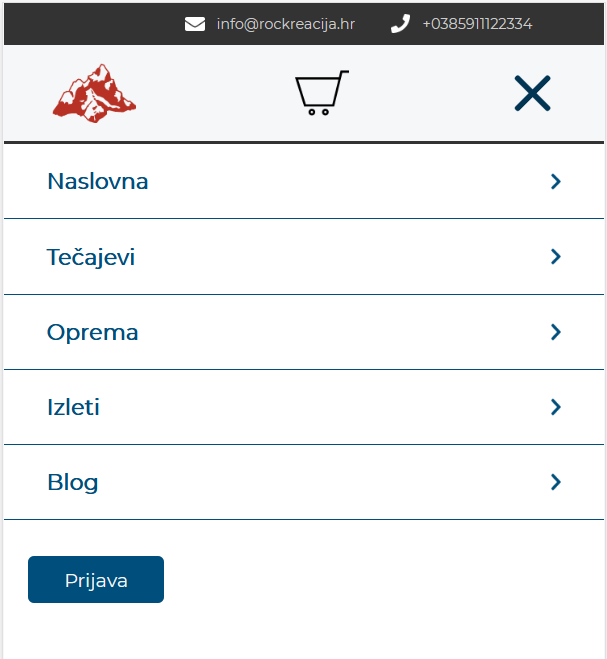 info@rockreacija.hr +0385911122334
Naslovna
Tečajevi
Oprema
Izleti
Blog
Prijava